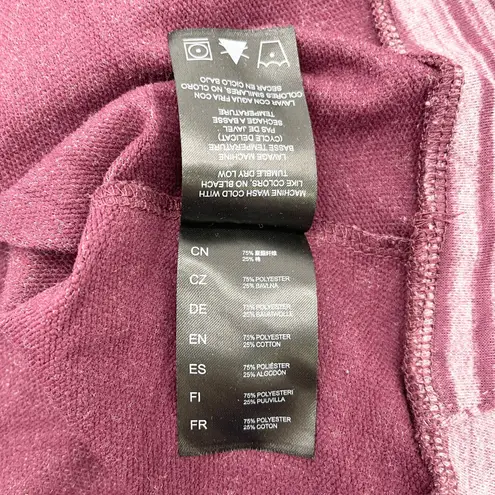 MACHINE WASH COLD WITH
LIKE COLORS, NO BLEACH
TUMBLE DRY LOW
LAVAGE MACHINE
BASSE TEMPERATURE
(CYCLE DELICAT)
PAS DE JAVEL
SECHAGE A BASSE
TEMPERATURE
LAVAR CON AGUA FRIA CON
COLORES SIMILARES, NO CLORO
SECAR EN CICLO BAJO
CN 75%
25% 棉
CZ 75% POLYESTER
25% BAVLNA
DE 75% POLYESTER
25% BAUMWOLLE
EN 75% POLYESTER
25% COTTON
ES 75% POLIÉSTER
25% ALGODÓN
FI 75% POLYESTERI
25% PUUVILLA
FR 75% POLYESTER
25% COTON